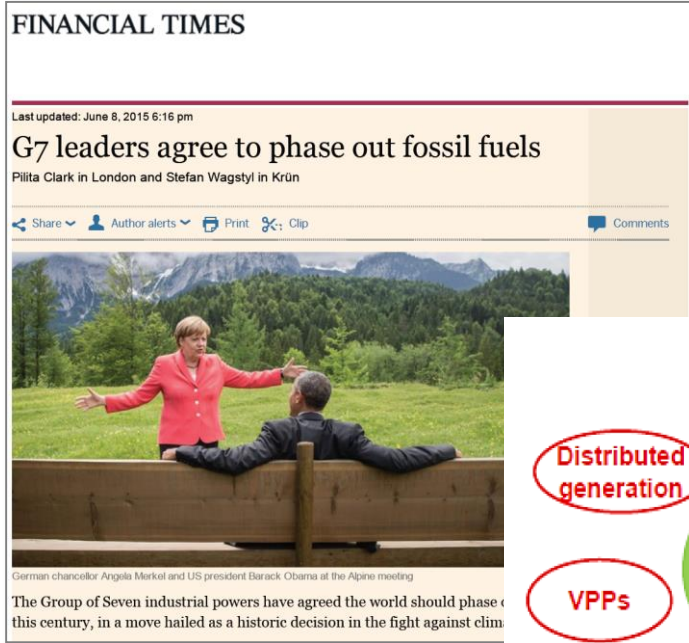 FINANCIAL TIMES
Last updated: June 8, 2015 6:16 pm
G7 leaders agree to phase out fossil fuels
Pilita Clark in London and Stefan Wagstyl in Krün
Share Author alerts Print Clip Comments
German chancellor Angela Merkel and US president Barack Obama at the Alpine meeting
The Group of Seven industrial powers have agreed the world should phase
this century, in a move hailed as a historic decision in the fight against
Distributed
generation
VPPs